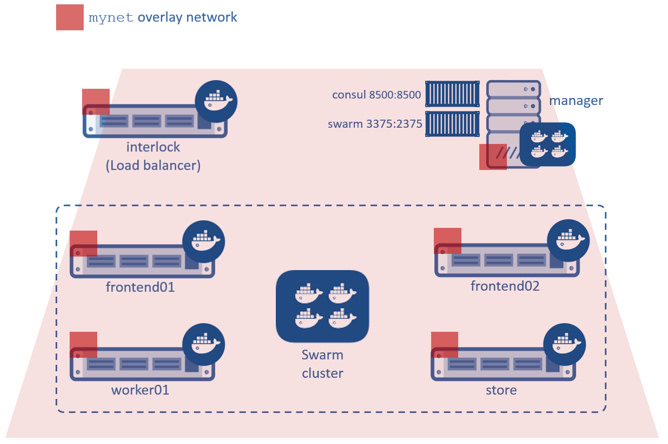 mynet overlay network
consul 8500:8500
manager
swarm 3375:2375
interlock
(Load balancer)
frontend01
frontend02
Swarm
cluster
worker01
store